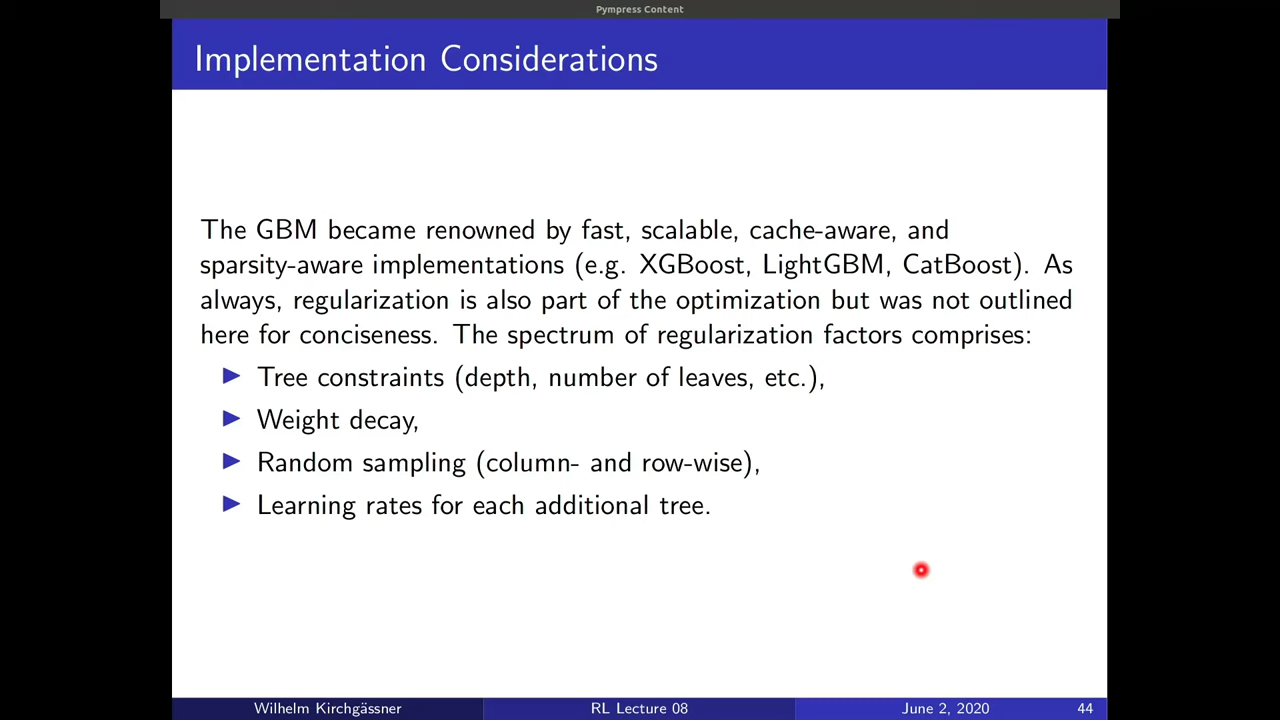 Pympress Content
Implementation Considerations
The GBM became renowned by fast, scalable, cache-aware, and
sparsity-aware implementations (e.g. XGBoost, LightGBM, CatBoost). As
always, regularization is also part of the optimization but was not outlined
here for conciseness. The spectrum of regularization factors comprises:
▶ Tree constraints (depth, number of leaves, etc.),
▶ Weight decay,
▶ Random sampling (column- and row-wise),
▶ Learning rates for each additional tree.
Wilhelm Kirchgässner RL Lecture 08 June 2, 2020 44